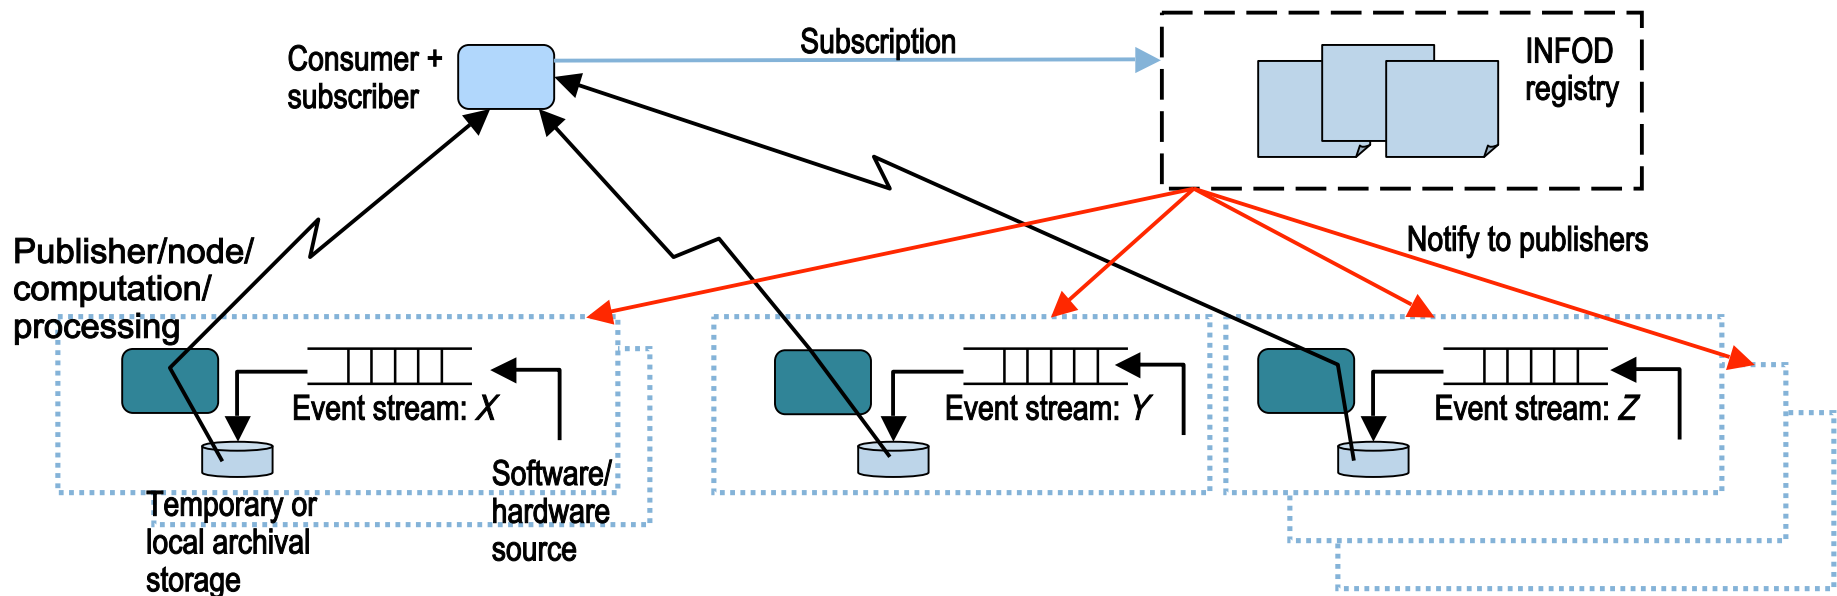 Consumer +
subscriber
Subscription
INFOD
registry
Notify to publishers
Publisher/node/
computation/
processing
Event stream: X
Event stream: Y
Event stream: Z
Temporary or
local archival
storage
Software/
hardware
source